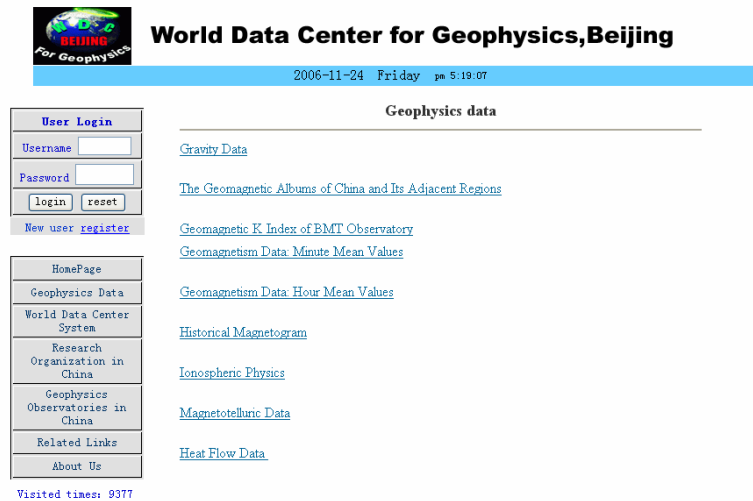 WDC
BEIJING
For Geophysics
World Data Center for Geophysics,Beijing
2006-11-24 Friday pm 5:19:07
User Login
Username
Password
login reset
New user register
HomePage
Geophysics Data
World Data Center
System
Research
Organization in
China
Geophysics
Observatories in
China
Related Links
About Us
Visited times: 9377
Geophysics data
Gravity Data
The Geomagnetic Albums of China and Its Adjacent Regions
Geomagnetic K Index of BMT Observatory
Geomagnetism Data: Minute Mean Values
Geomagnetism Data: Hour Mean Values
Historical Magnetogram
Ionospheric Physics
Magnetotelluric Data
Heat Flow Data